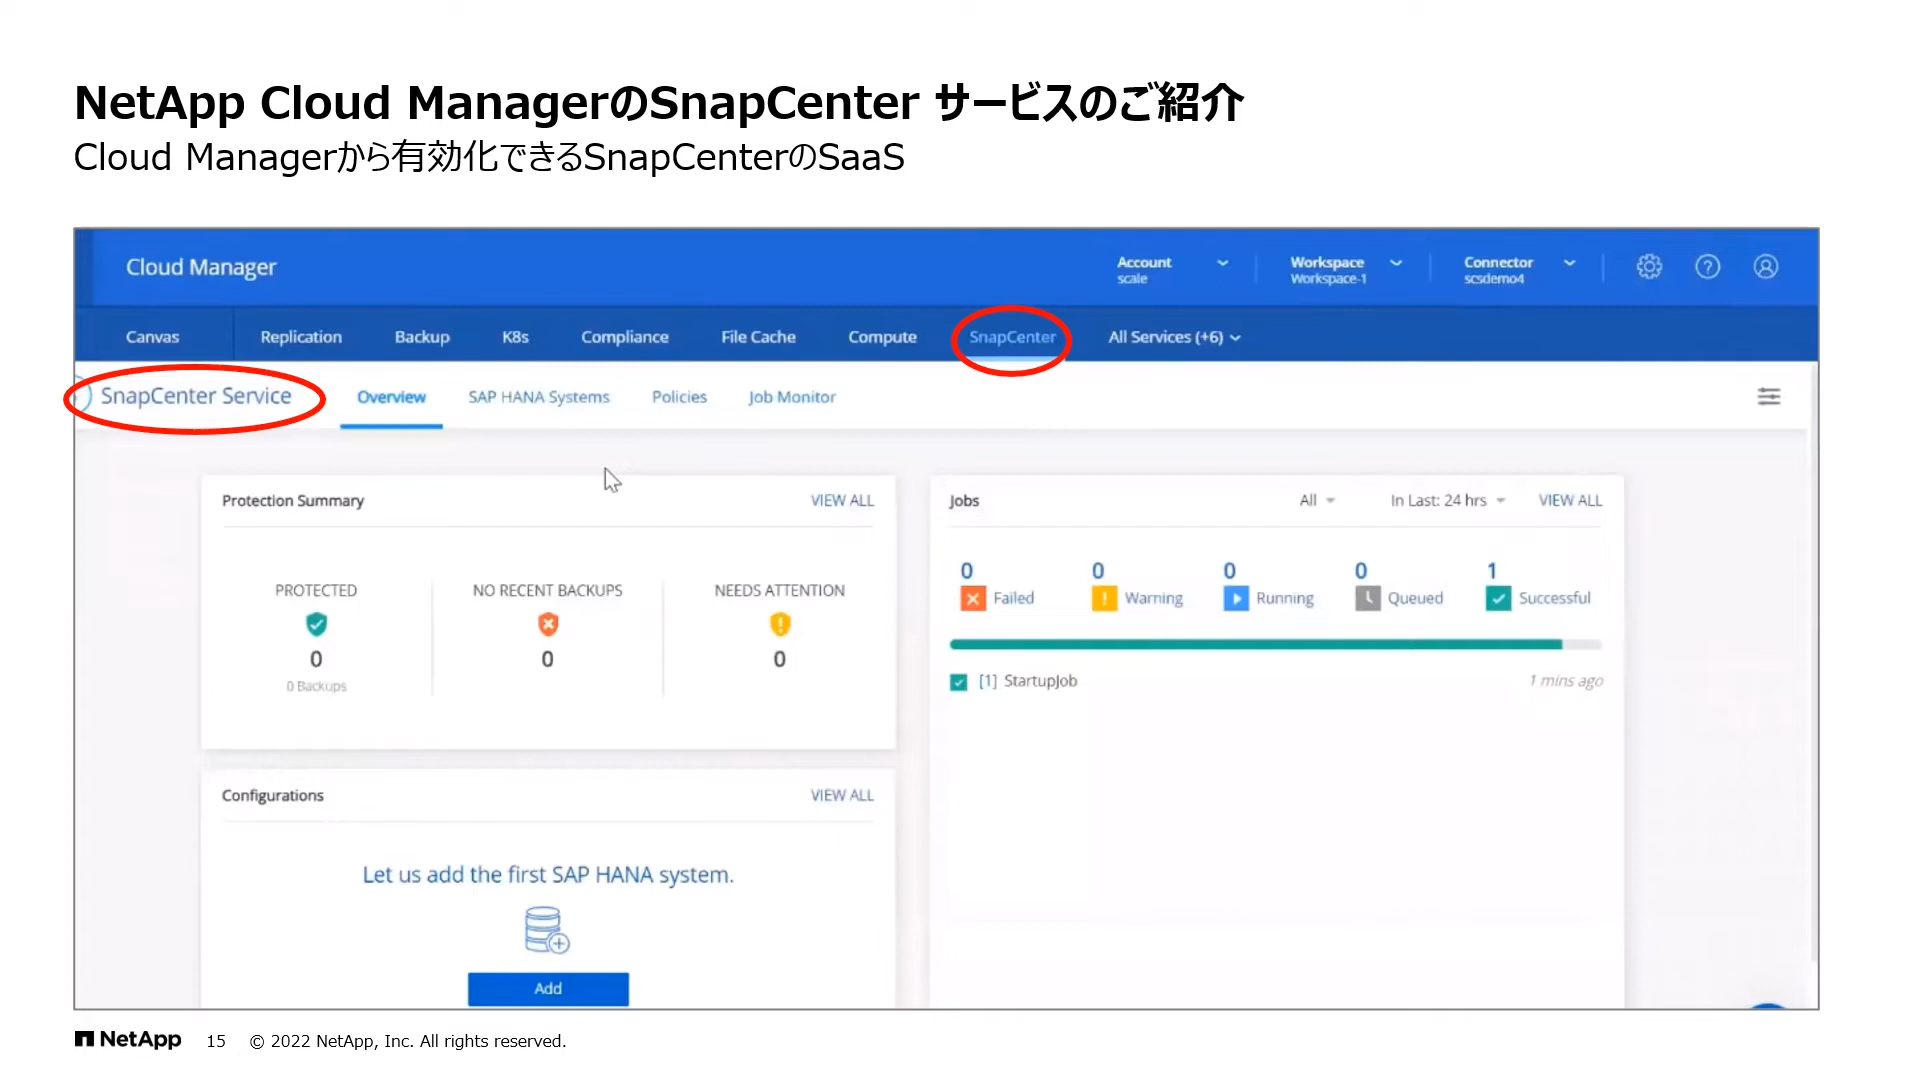 NetApp Cloud ManagerのSnapCenter サービスのご紹介
Cloud Managerから有効化できるSnapCenterのSaaS
Cloud Manager
Account
scale
Workspace
Workspace-1
Connector
scsdemo4
Canvas Replication Backup K8s Compliance File Cache Compute SnapCenter All Services (+6)
SnapCenter Service Overview SAP HANA Systems Policies Job Monitor
Protection Summary VIEW ALL
PROTECTED NO RECENT BACKUPS NEEDS ATTENTION
0 0 0
0 Backups
Jobs All In Last: 24 hrs VIEW ALL
0 0 0 0 1
Failed Warning Running Queued Successful
[1] StartupJob 1 mins ago
Configurations VIEW ALL
Let us add the first SAP HANA system.
Add
NetApp 15 © 2022 NetApp, Inc. All rights reserved.